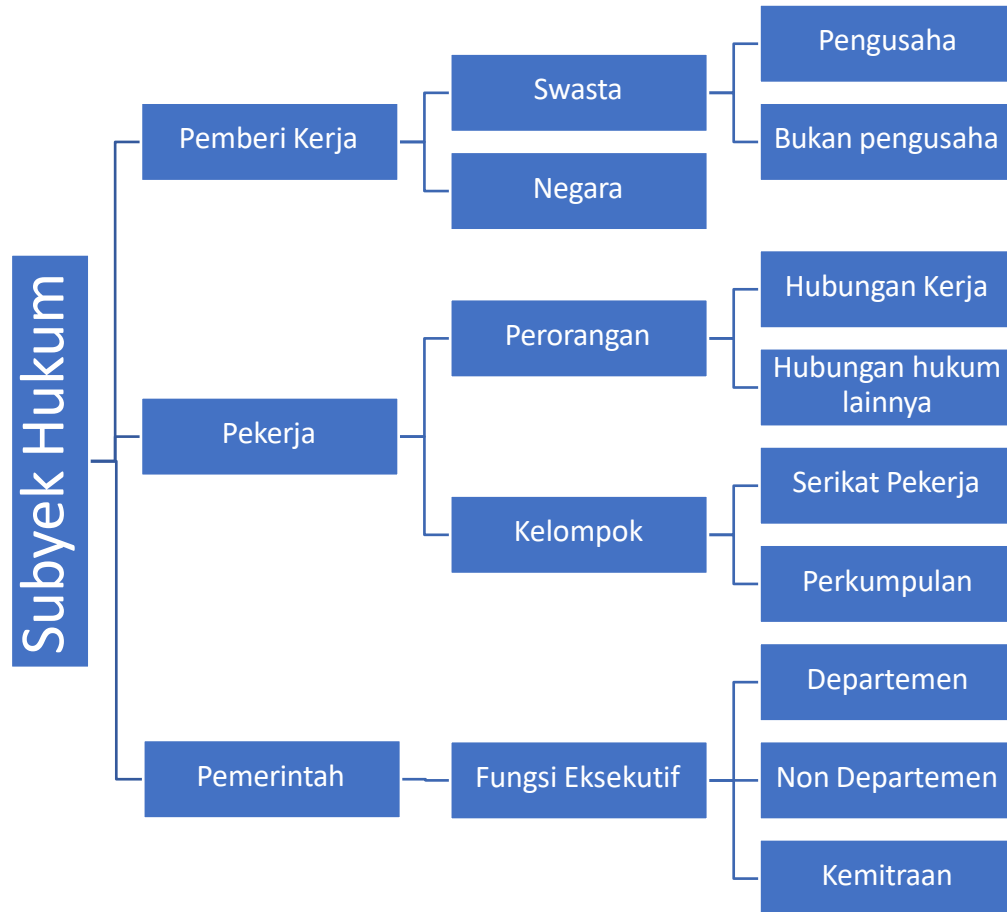 Subyek Hukum
Pemberi Kerja
Swasta
Pengusaha
Bukan pengusaha
Negara
Pekerja
Perorangan
Hubungan Kerja
Hubungan hukum
lainnya
Kelompok
Serikat Pekerja
Perkumpulan
Pemerintah
Fungsi Eksekutif
Departemen
Non Departemen
Kemitraan